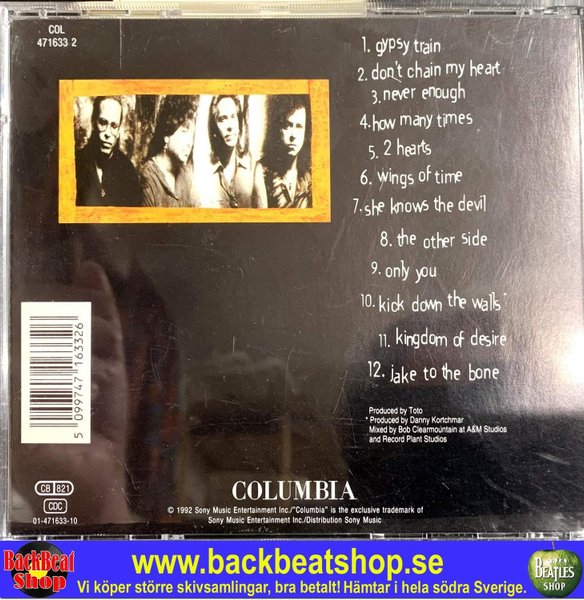 COL
471633 2
1. gypsy train
2. don't chain my heart
3. never enough
4. how many times
5. 2 hearts
6. wings of time
7. she knows the devil
8. the other side
9. only you
10. kick down the walls*
11. kingdom of desire
12. jake to the bone
5 099747 163326
Produced by Toto
* Produced by Danny Kortchmar
Mixed by Bob Clearmountain at A&M Studios
and Record Plant Studios
CB 821
CDC
01-471633-10
COLUMBIA
© 1992 Sony Music Entertainment Inc./"Columbia" is the exclusive trademark of
Sony Music Entertainment Inc./Distribution Sony Music
BackBeat
Shop
www.backbeatshop.se
Vi köper större skivsamlingar, bra betalt! Hämtar i hela södra Sverige.
BEATLES
SHOP